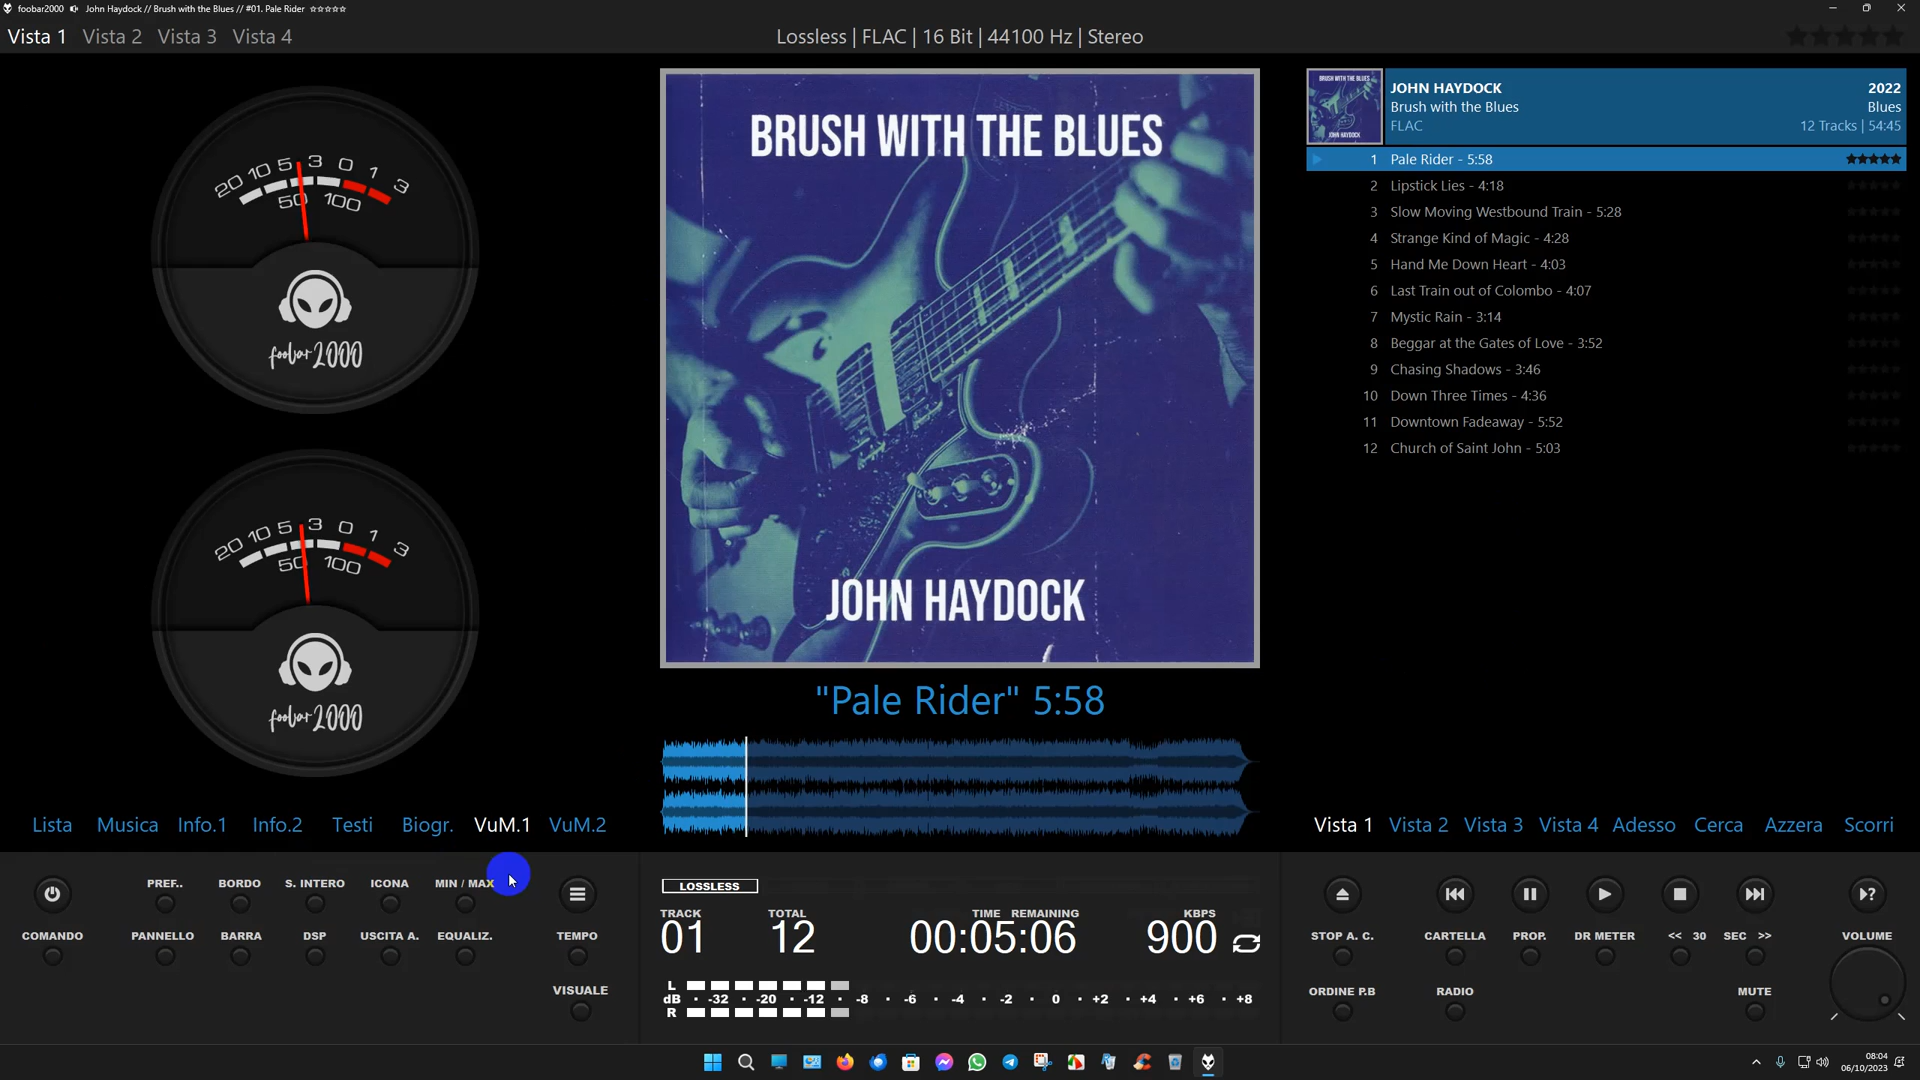 foobar2000 John Haydock // Brush with the Blues // #01. Pale Rider ☆☆☆☆☆
Vista 1 Vista 2 Vista 3 Vista 4
Lossless | FLAC | 16 Bit | 44100 Hz | Stereo
20 10 5 3 0 1 3
50 100
foobar2000
20 10 5 3 0 1 3
50 100
foobar2000
BRUSH WITH THE BLUES
JOHN HAYDOCK
"Pale Rider" 5:58
BRUSH WITH THE BLUES
JOHN HAYDOCK
JOHN HAYDOCK 2022
Brush with the Blues Blues
FLAC 12 Tracks | 54:45
1 Pale Rider - 5:58 ★★★★★
2 Lipstick Lies - 4:18
3 Slow Moving Westbound Train - 5:28
4 Strange Kind of Magic - 4:28
5 Hand Me Down Heart - 4:03
6 Last Train out of Colombo - 4:07
7 Mystic Rain - 3:14
8 Beggar at the Gates of Love - 3:52
9 Chasing Shadows - 3:46
10 Down Three Times - 4:36
11 Downtown Fadeaway - 5:52
12 Church of Saint John - 5:03
Lista Musica Info.1 Info.2 Testi Biogr. VuM.1 VuM.2
Vista 1 Vista 2 Vista 3 Vista 4 Adesso Cerca Azzera Scorri
PREF.. BORDO S. INTERO ICONA MIN / MAX
COMANDO PANNELLO BARRA DSP USCITA A. EQUALIZ. TEMPO
VISUALE
LOSSLESS
TRACK TOTAL TIME REMAINING KBPS
01 12 00:05:06 900
L
dB · -32 · -20 · -12 · -8 · -6 · -4 · -2 · 0 · +2 · +4 · +6 · +8
R
STOP A. C. CARTELLA PROP. DR METER << 30 SEC >> VOLUME
ORDINE P.B RADIO MUTE
08:04
06/10/2023